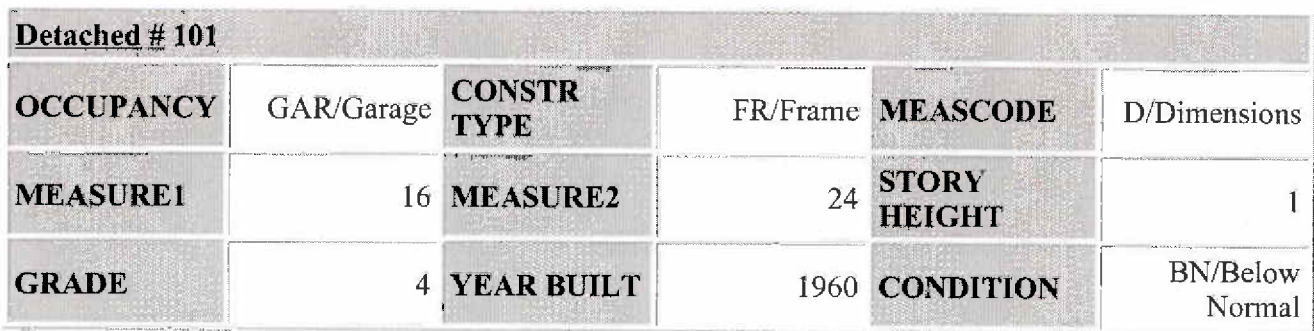 Detached # 101
OCCUPANCY GAR/Garage CONSTR TYPE FR/Frame MEASCODE D/Dimensions
MEASURE1 16 MEASURE2 24 STORY HEIGHT 1
GRADE 4 YEAR BUILT 1960 CONDITION BN/Below Normal